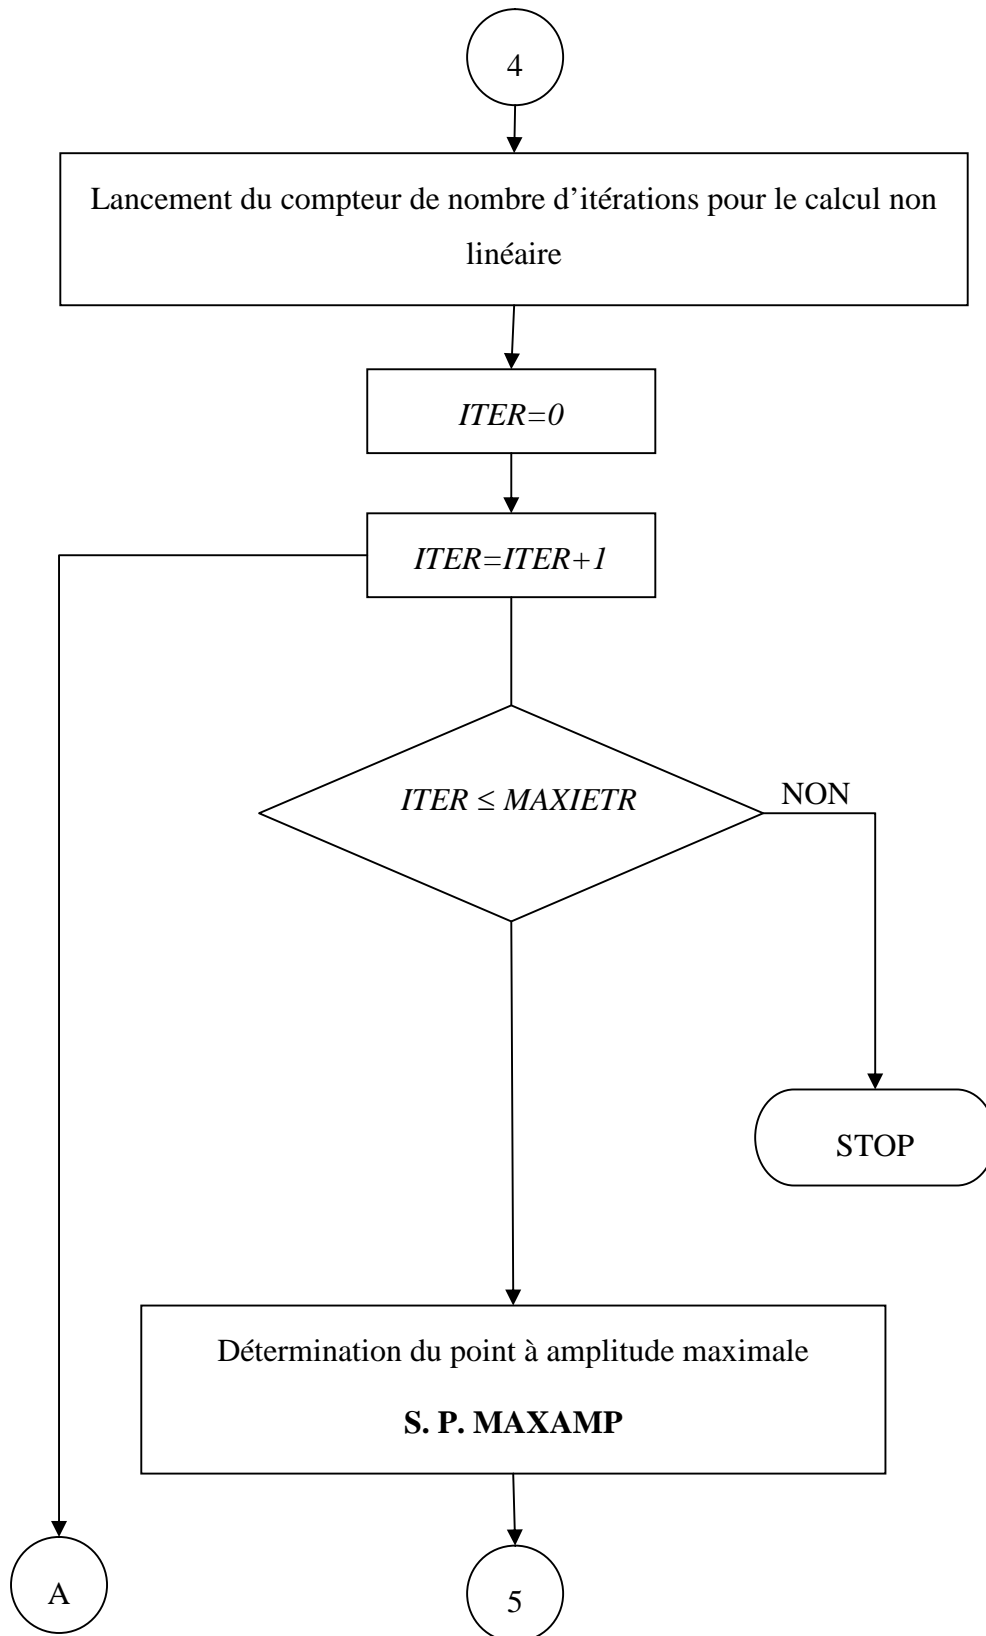 4
Lancement du compteur de nombre d’itérations pour le calcul non
linéaire
ITER=0
ITER=ITER+1
ITER ≤ MAXIETR
NON
STOP
Détermination du point à amplitude maximale
S. P. MAXAMP
A
5